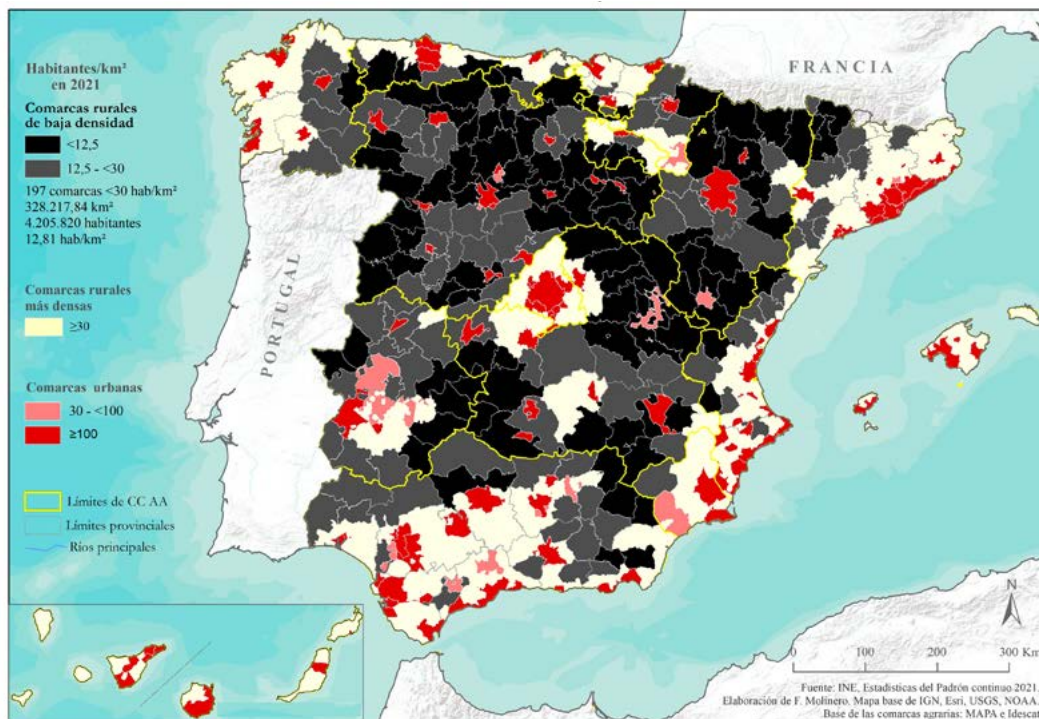 Habitantes/km²
en 2021
Comarcas rurales
de baja densidad
<12,5
12,5 - <30
197 comarcas <30 hab/km²
328.217,84 km²
4.205.820 habitantes
12,81 hab/km²
Comarcas rurales
más densas
≥30
Comarcas urbanas
30 - <100
≥100
Límites de CC AA
Límites provinciales
Ríos principales
FRANCIA
PORTUGAL
N
0 100 200 300 Km
Fuente: INE, Estadísticas del Padrón continuo 2021.
Elaboración de F. Molinero. Mapa base de IGN, Esri, USGS, NOAA.
Base de las comarcas agrarias: MAPA e Idescat